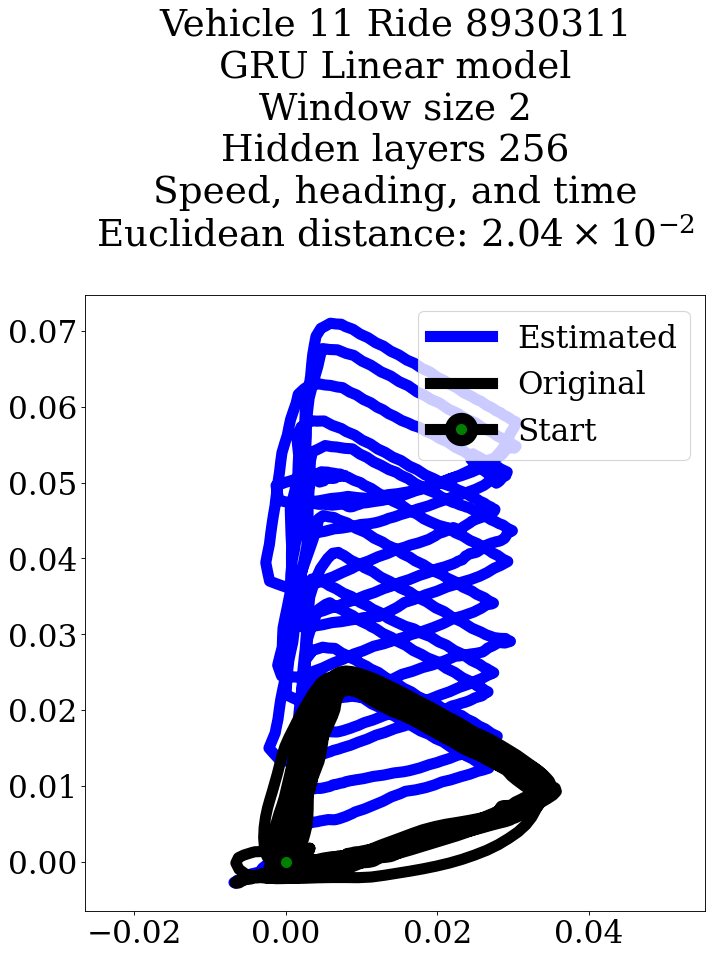 Vehicle 11 Ride 8930311
GRU Linear model
Window size 2
Hidden layers 256
Speed, heading, and time
Euclidean distance: 2.04 × 10⁻²
Estimated
Original
Start
0.07
0.06
0.05
0.04
0.03
0.02
0.01
0.00
−0.02 0.00 0.02 0.04